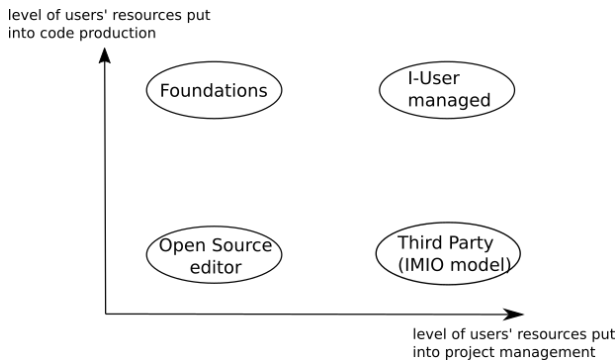 level of users' resources put
into code production
Foundations
I-User
managed
Open Source
editor
Third Party
(IMIO model)
level of users' resources put
into project management